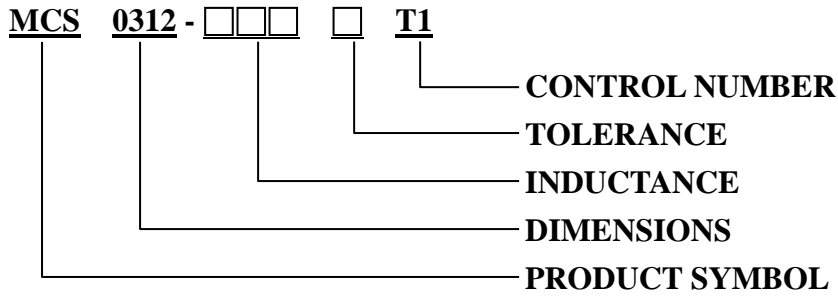 MCS 0312 - □□□ □ T1
CONTROL NUMBER
TOLERANCE
INDUCTANCE
DIMENSIONS
PRODUCT SYMBOL